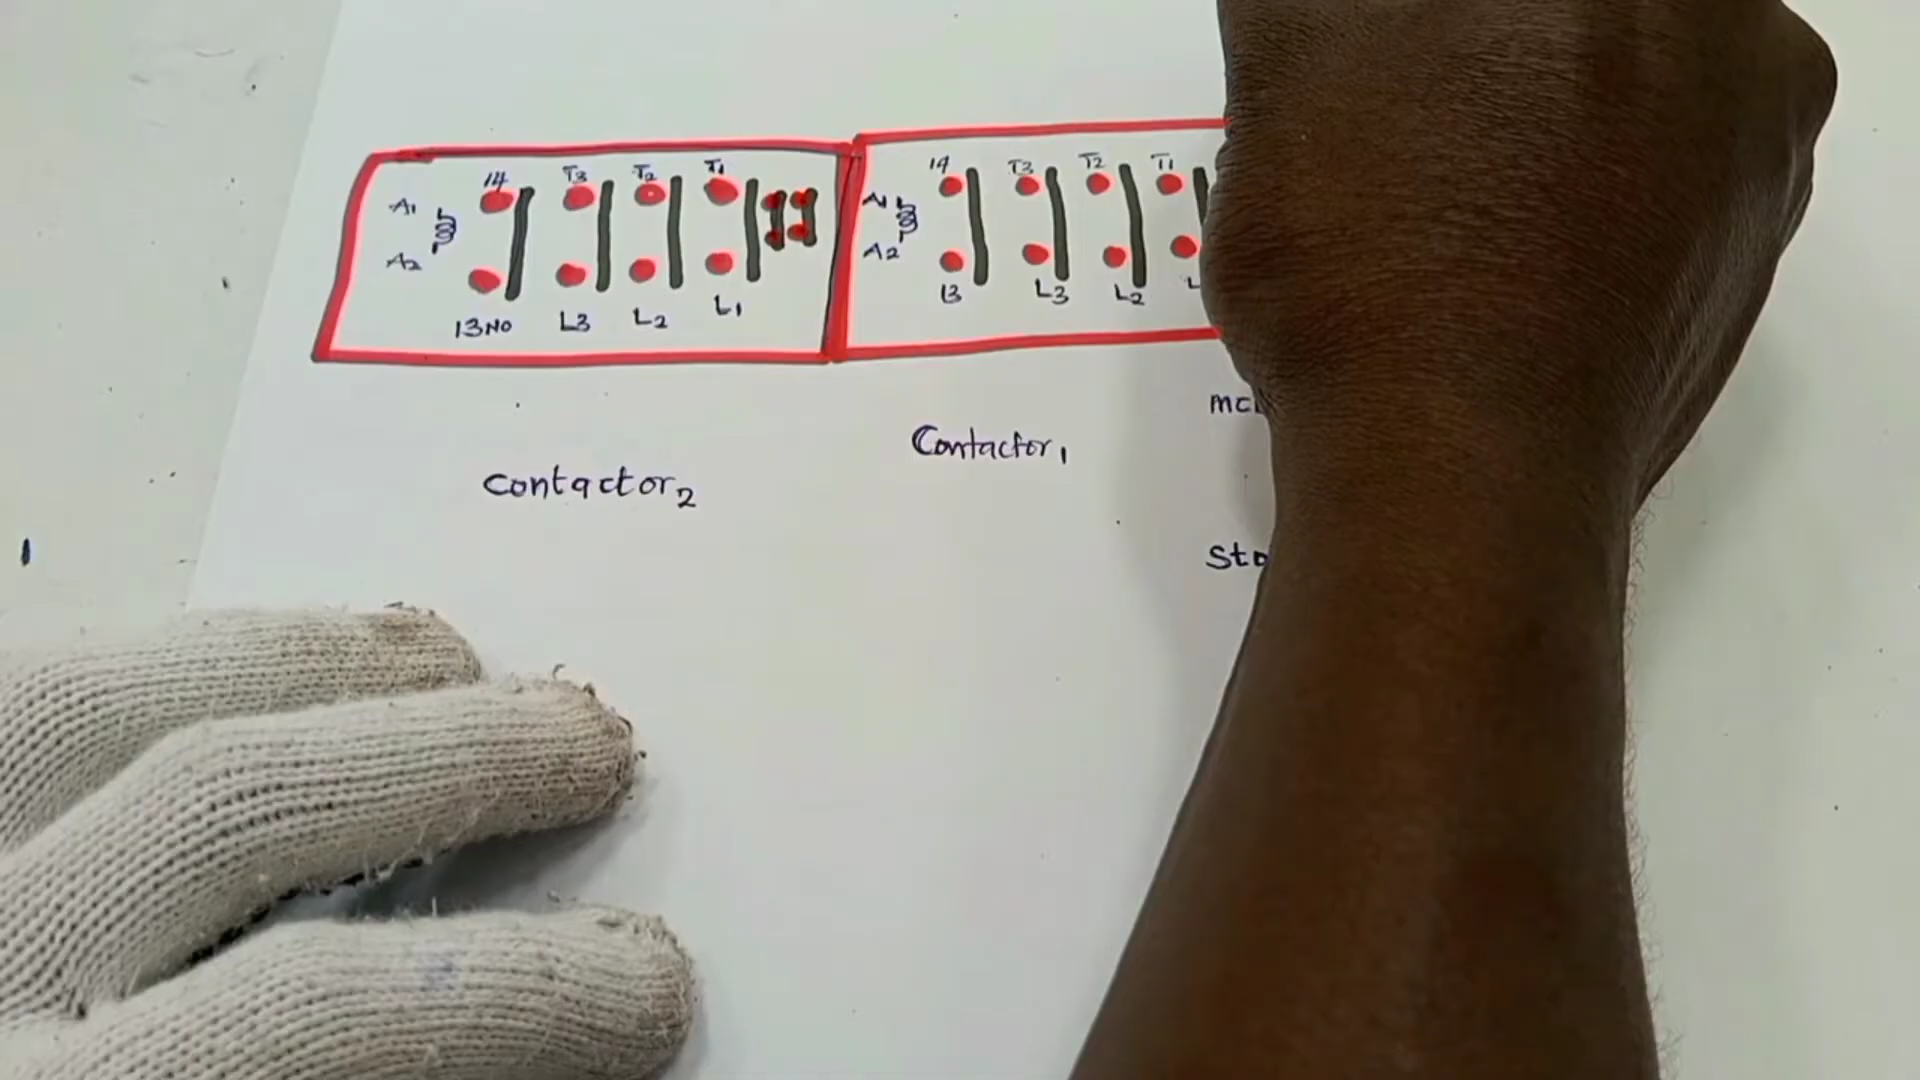 14 T3 T2 T1
A1
A2
13NO L3 L2 L1
14 T3 T2 T1
A1
A2
13 L3 L2
Contactor2
Contactor1